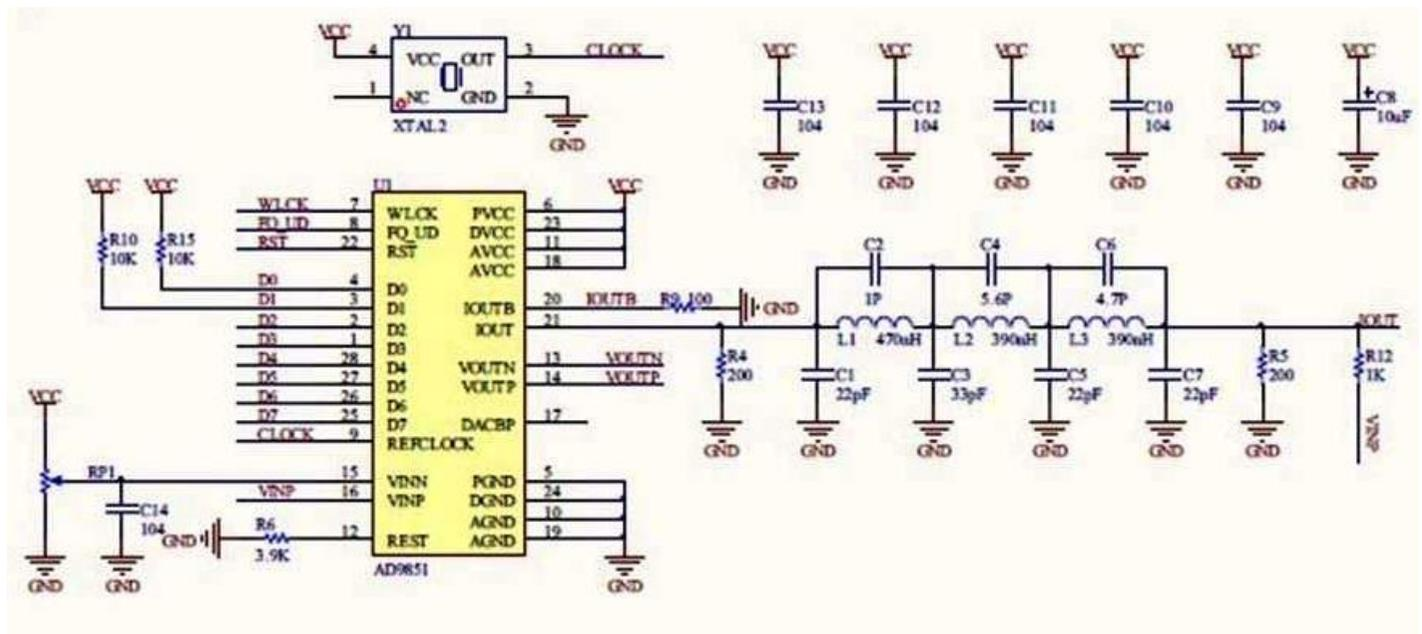 VCC
Y1
4
VCC
OUT
3
CLOCK
1
NC
GND
2
XTAL2
GND
VCC
C13
104
GND
VCC
C12
104
GND
VCC
C11
104
GND
VCC
C10
104
GND
VCC
C9
104
GND
VCC
+
C8
10uF
GND
VCC
VCC
R10
10K
R15
10K
U1
WLCK 7 WLCK
FQ_UD 8 FQ_UD
RST 22 RST
D0 4 D0
D1 3 D1
D2 2 D2
D3 1 D3
D4 28 D4
D5 27 D5
D6 26 D6
D7 25 D7
CLOCK 9 REFCLOCK
15 VINN
VINP 16 VINP
12 REST
AD9851
VCC
PVCC 6
DVCC 23
AVCC 11
AVCC 18
IOUTB 20 IOUTB
R9 100
GND
IOUT 21
VOUTN 13 VOUTN
VOUTP 14 VOUTP
DACBP 17
PGND 5
DGND 24
AGND 10
AGND 19
GND
VCC
RP1
GND
C14
104
GND
GND
R6
3.9K
R4
200
GND
C2
1P
C4
5.6P
C6
4.7P
L1 470nH
L2 390nH
L3 390nH
C1
22pF
GND
C3
33pF
GND
C5
22pF
GND
C7
22pF
GND
R5
200
GND
IOUT
R12
1K
VINP